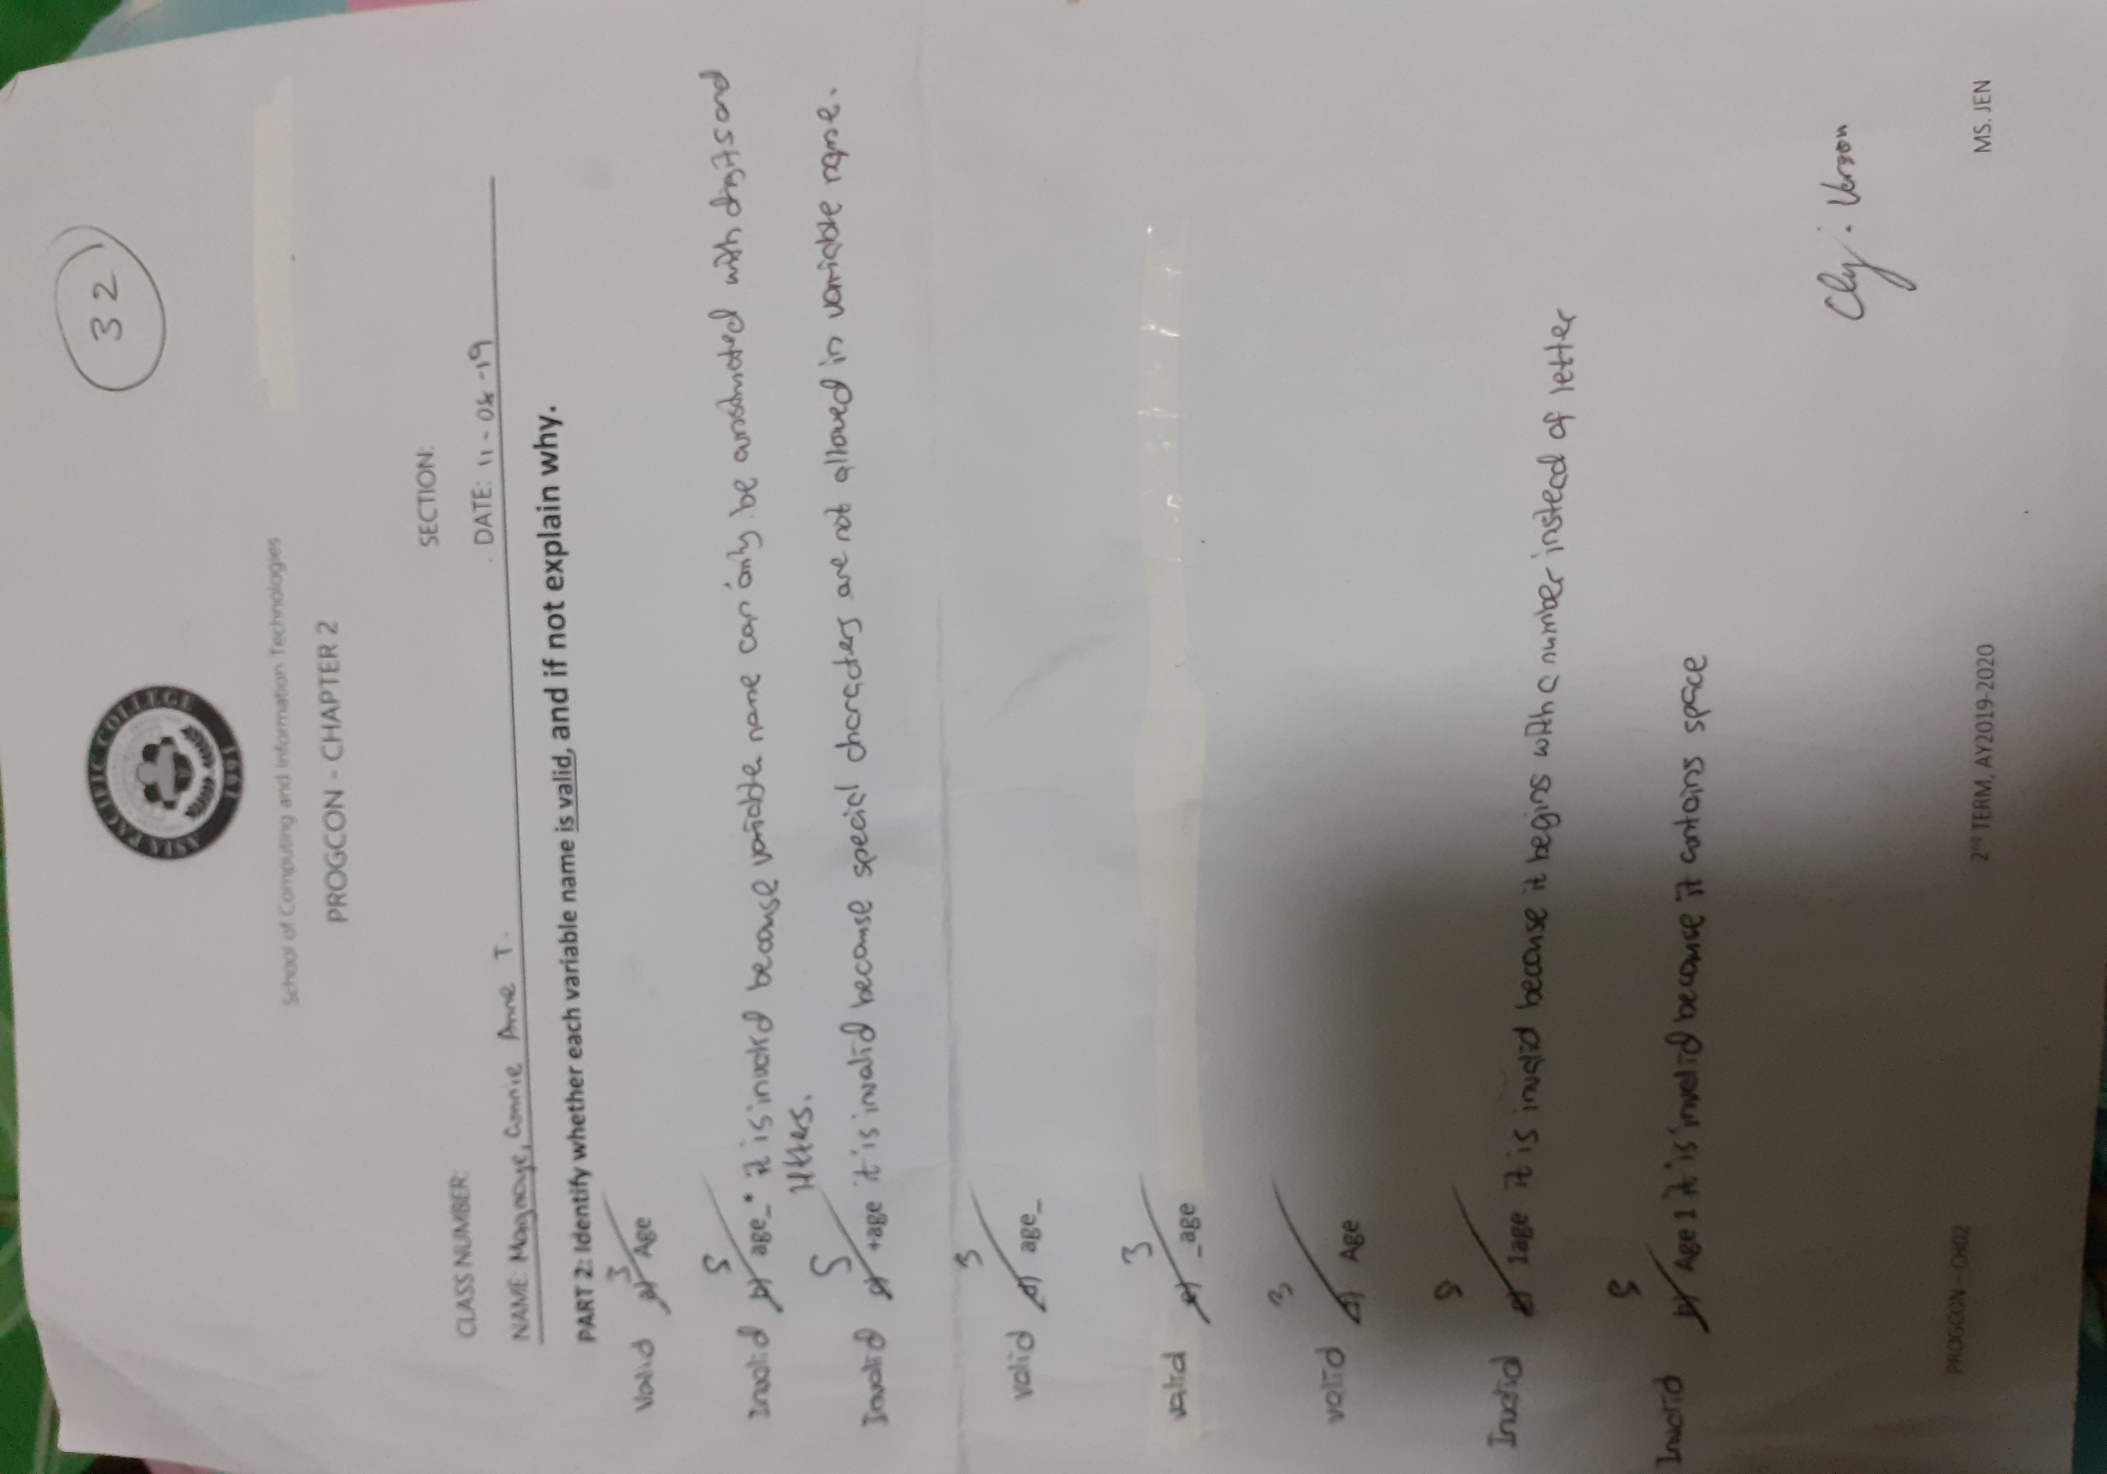 32
ASIA PACIFIC COLLEGE
1991
School of Computing and Information Technologies
PROGCON - CHAPTER 2
CLASS NUMBER: SECTION:
NAME: Magaoaye, Connie Anne T. DATE: 11-08-19
PART 2: Identify whether each variable name is valid, and if not explain why.
3
Valid a) Age
5
Invalid b) age_* it is invalid because variable name can only be with digits and
letters.
5
Invalid c) +age it is invalid because special characters are not allowed in variable name.
3
valid d) age_
3
valid e) _age
3
valid Age
5
Invalid 1age it is invalid because it begins with a number instead of letter
5
Invalid Age 1 it is invalid because it contains space
PROGCON - CH02 2nd TERM, AY2019-2020 MS. JEN